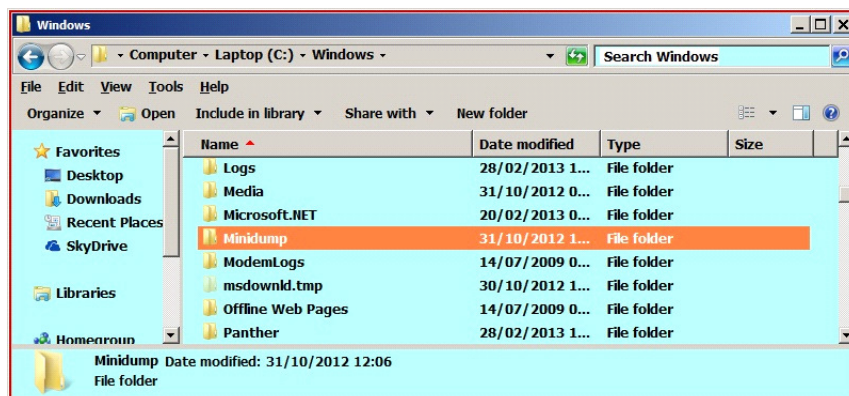 Windows
Computer - Laptop (C:) - Windows -
Search Windows
File Edit View Tools Help
Organize Open Include in library Share with New folder
Name Date modified Type Size
Favorites
Desktop
Downloads
Recent Places
SkyDrive
Libraries
Homegroup
Logs 28/02/2013 1... File folder
Media 31/10/2012 0... File folder
Microsoft.NET 20/02/2013 0... File folder
Minidump 31/10/2012 1... File folder
ModemLogs 14/07/2009 0... File folder
msdownld.tmp 30/10/2012 1... File folder
Offline Web Pages 14/07/2009 0... File folder
Panther 28/02/2013 1... File folder
Minidump Date modified: 31/10/2012 12:06
File folder